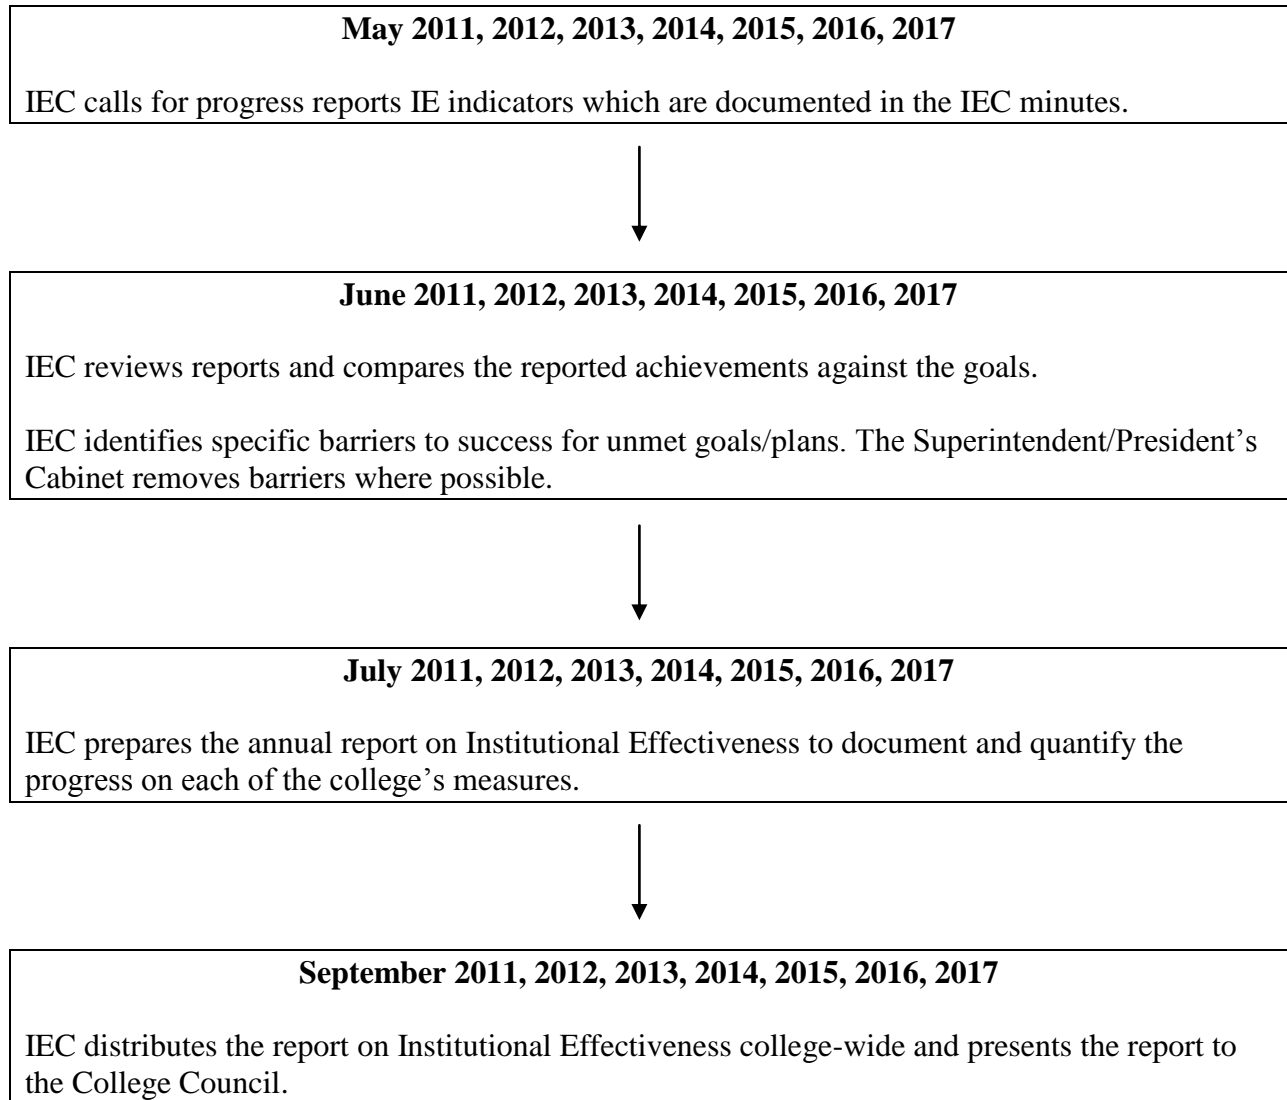 May 2011, 2012, 2013, 2014, 2015, 2016, 2017
IEC calls for progress reports IE indicators which are documented in the IEC minutes.
June 2011, 2012, 2013, 2014, 2015, 2016, 2017
IEC reviews reports and compares the reported achievements against the goals.
IEC identifies specific barriers to success for unmet goals/plans. The Superintendent/President’s
Cabinet removes barriers where possible.
July 2011, 2012, 2013, 2014, 2015, 2016, 2017
IEC prepares the annual report on Institutional Effectiveness to document and quantify the
progress on each of the college’s measures.
September 2011, 2012, 2013, 2014, 2015, 2016, 2017
IEC distributes the report on Institutional Effectiveness college-wide and presents the report to
the College Council.